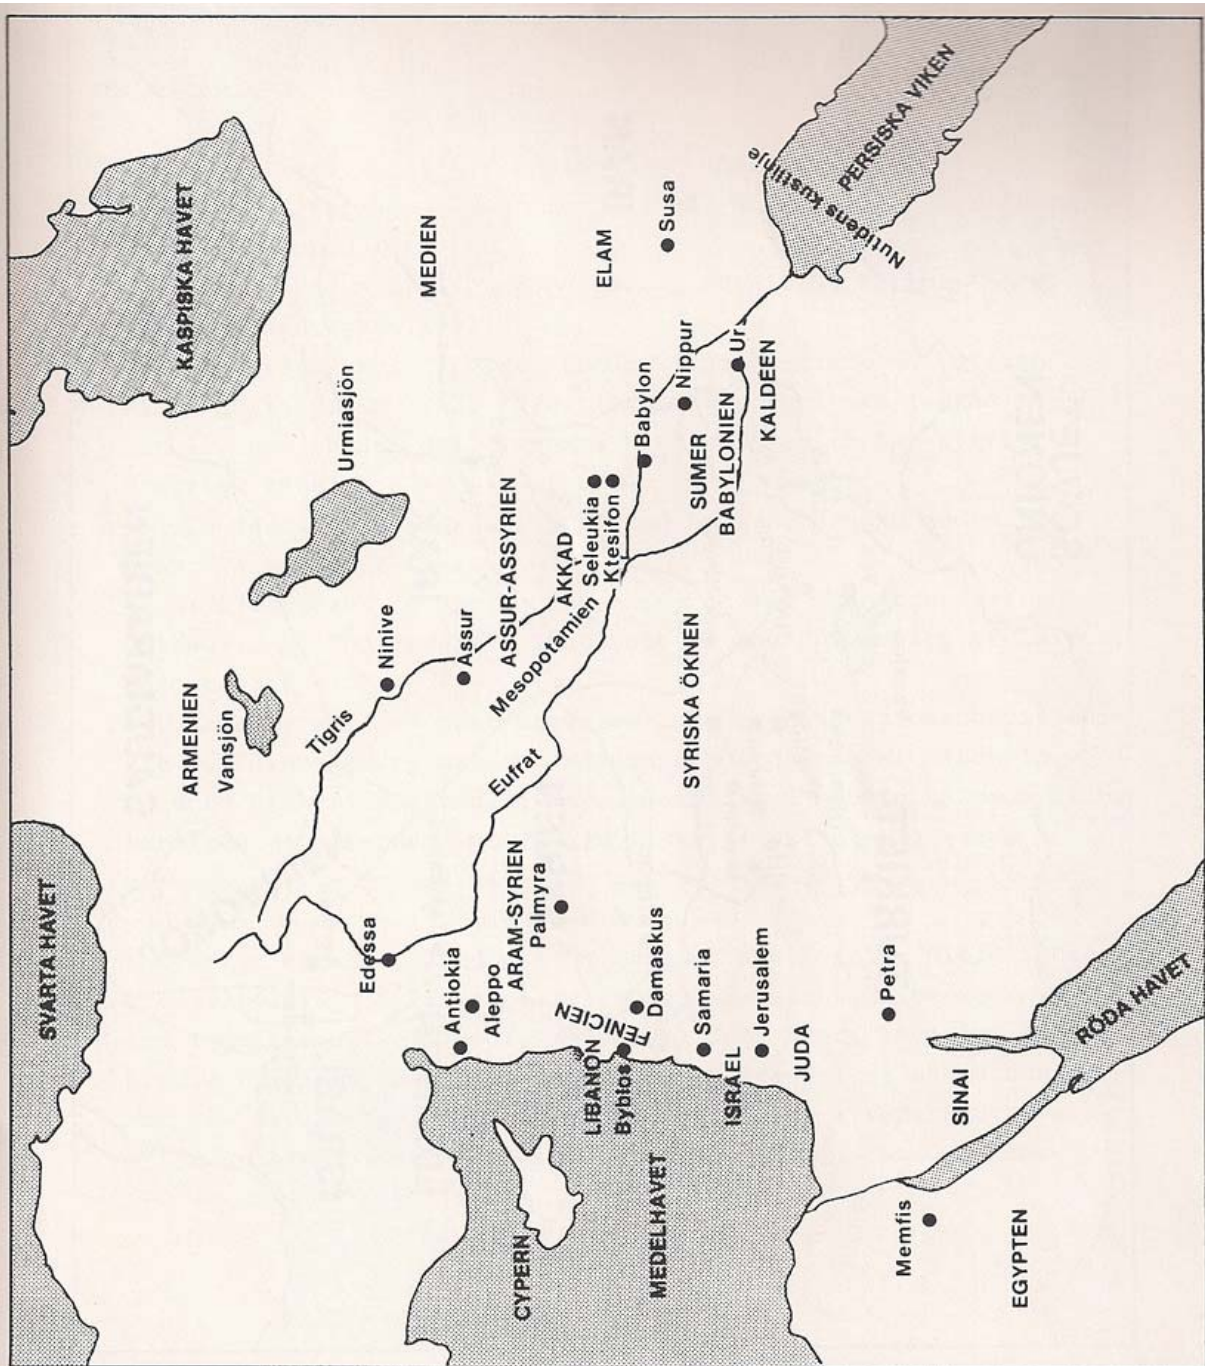 SVARTA HAVET
KASPISKA HAVET
ARMENIEN
Vansjön
Urmiasjön
Tigris
Ninive
Edessa
MEDIEN
Antiokia
Assur
Aleppo
ARAM-SYRIEN
Eufrat
ASSUR-ASSYRIEN
CYPERN
Palmyra
Mesopotamien
AKKAD
FENICIEN
LIBANON
Seleukia
ELAM
Byblos
Ktesifon
Damaskus
Babylon
Susa
MEDELHAVET
Samaria
SYRISKA ÖKNEN
SUMER
Nippur
ISRAEL
BABYLONIEN
Ur
Jerusalem
KALDEEN
JUDA
Nutidens kustlinje
PERSISKA VIKEN
Petra
Memfis
SINAI
EGYPTEN
RÖDA HAVET